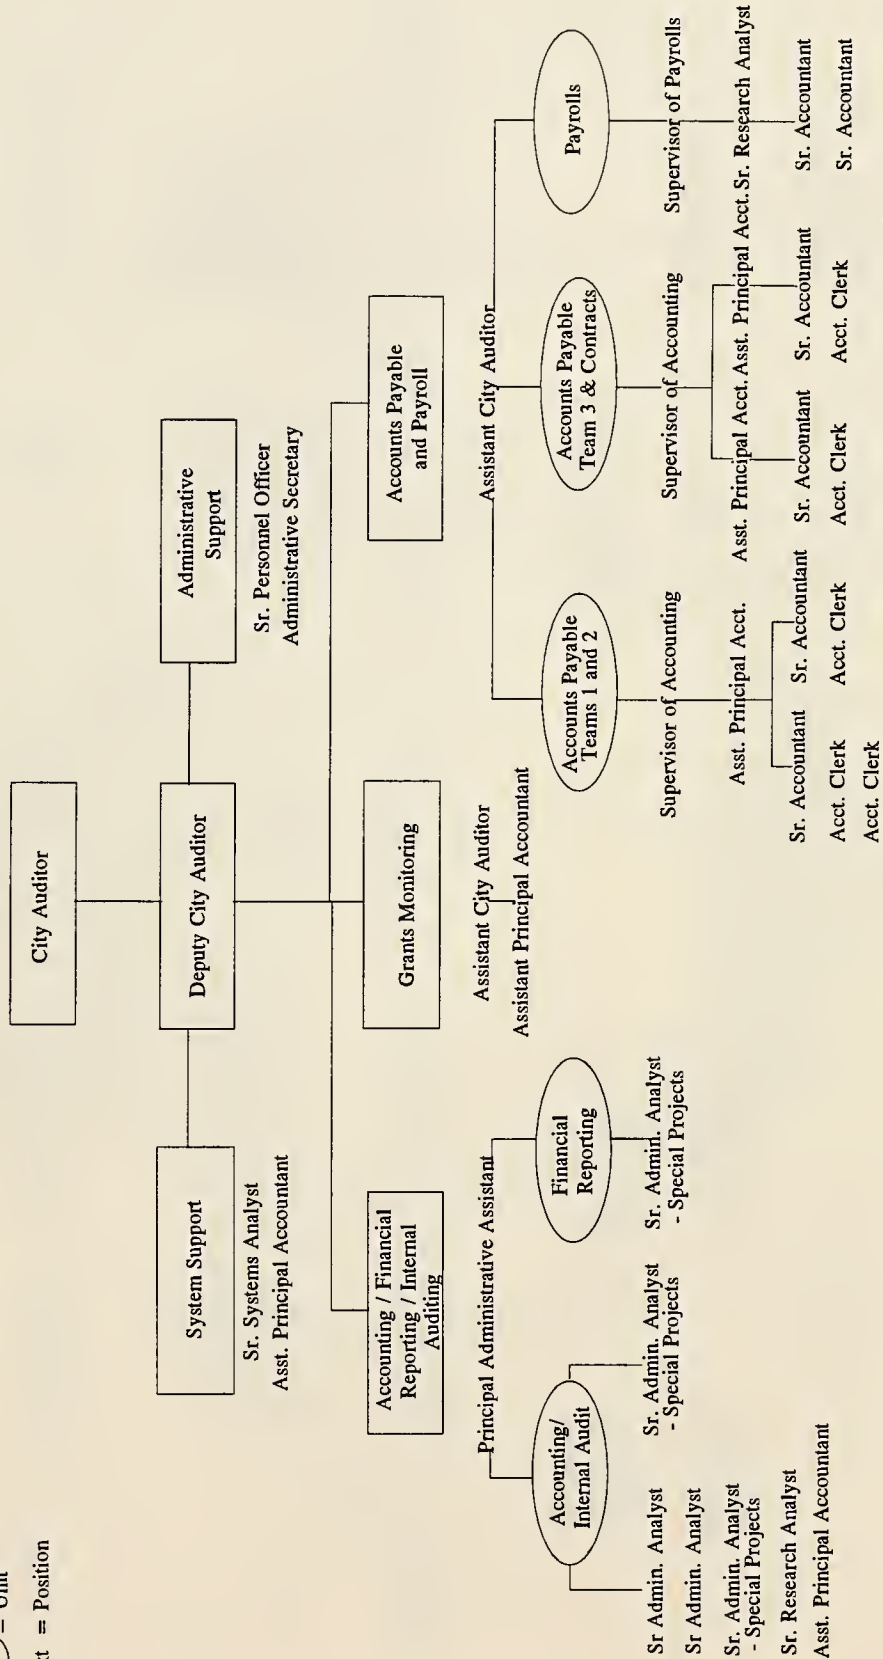 = Unit
= Position
City Auditor
System Support
Sr. Systems Analyst
Asst. Principal Accountant
Deputy City Auditor
Administrative
Support
Sr. Personnel Officer
Administrative Secretary
Accounting / Financial
Reporting / Internal
Auditing
Principal Administrative Assistant
Accounting/
Internal Audit
Sr Admin. Analyst
Sr Admin. Analyst
Sr. Admin. Analyst
- Special Projects
Sr. Research Analyst
Asst. Principal Accountant
Sr. Admin. Analyst
- Special Projects
Financial
Reporting
Sr. Admin. Analyst
- Special Projects
Grants Monitoring
Assistant City Auditor
Assistant Principal Accountant
Accounts Payable
and Payroll
Assistant City Auditor
Accounts Payable
Teams 1 and 2
Supervisor of Accounting
Asst. Principal Acct.
Sr. Accountant
Acct. Clerk
Acct. Clerk
Sr. Accountant
Acct. Clerk
Accounts Payable
Team 3 & Contracts
Supervisor of Accounting
Asst. Principal Acct.
Sr. Accountant
Acct. Clerk
Asst. Principal Acct.
Sr. Accountant
Acct. Clerk
Payrolls
Supervisor of Payrolls
Sr. Research Analyst
Sr. Accountant
Sr. Accountant